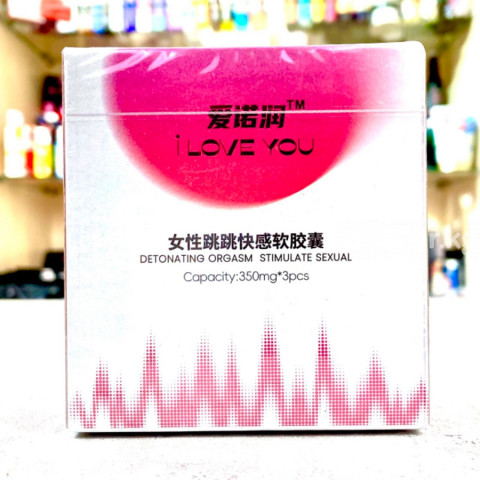 爱诺润™
i LOVE YOU
女性跳跳快感软胶囊
DETONATING ORGASM STIMULATE SEXUAL
Capacity:350mg*3pcs